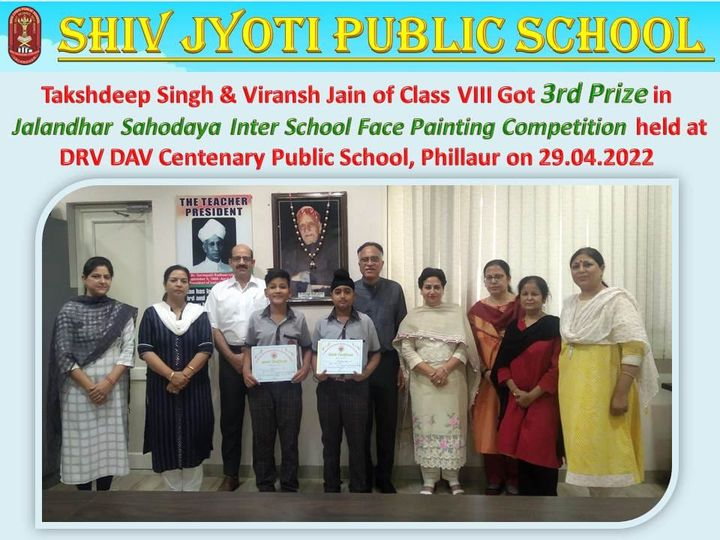 SHIV JYOTI PUBLIC SCHOOL
Takshdeep Singh & Viransh Jain of Class VIII Got 3rd Prize in
Jalandhar Sahodaya Inter School Face Painting Competition held at
DRV DAV Centenary Public School, Phillaur on 29.04.2022
THE TEACHER
PRESIDENT